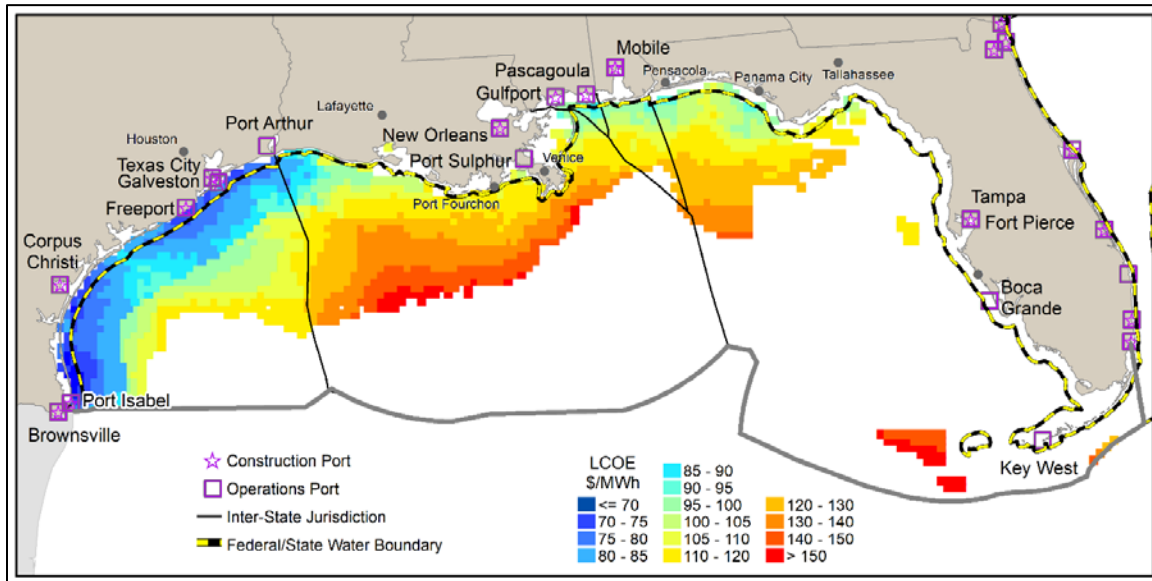 Mobile
Pensacola
Pascagoula
Panama City
Tallahassee
Gulfport
Lafayette
New Orleans
Houston
Port Arthur
Port Sulphur
Venice
Texas City
Galveston
Port Fourchon
Freeport
Tampa
Fort Pierce
Corpus
Christi
Boca
Grande
Port Isabel
Brownsville
Key West
Construction Port
Operations Port
Inter-State Jurisdiction
Federal/State Water Boundary
LCOE
$/MWh
<= 70
70 - 75
75 - 80
80 - 85
85 - 90
90 - 95
95 - 100
100 - 105
105 - 110
110 - 120
120 - 130
130 - 140
140 - 150
> 150